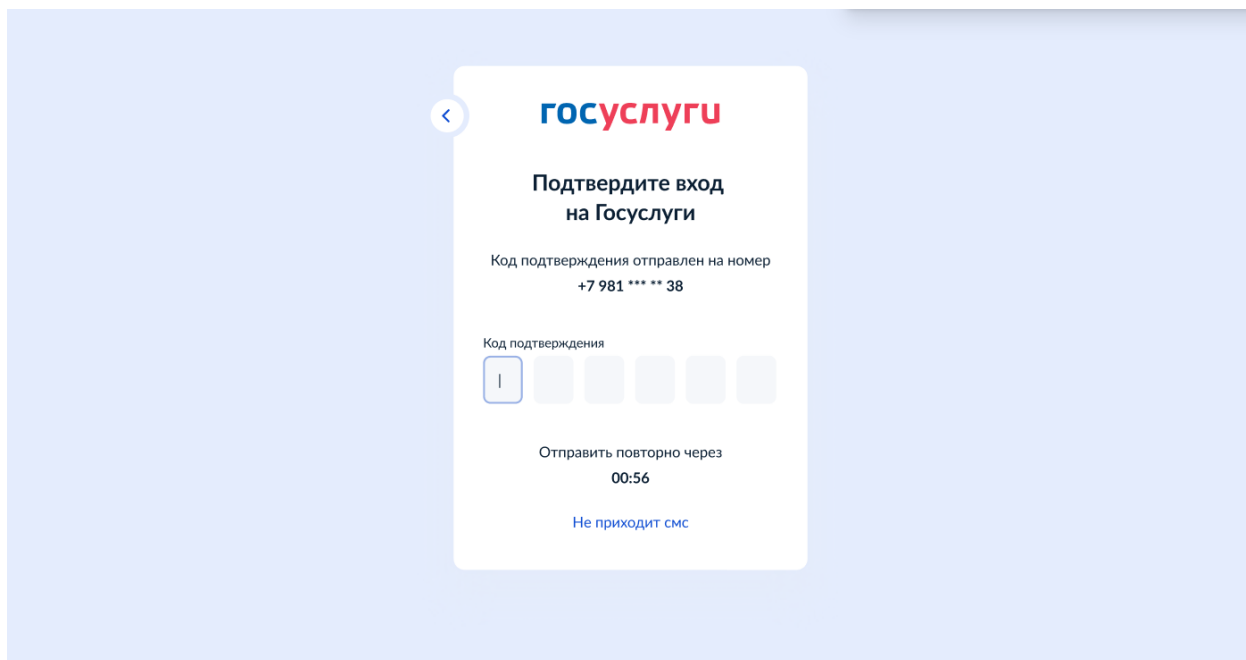 госуслуги
Подтвердите вход
на Госуслуги
Код подтверждения отправлен на номер
+7 981 *** ** 38
Код подтверждения
Отправить повторно через
00:56
Не приходит смс